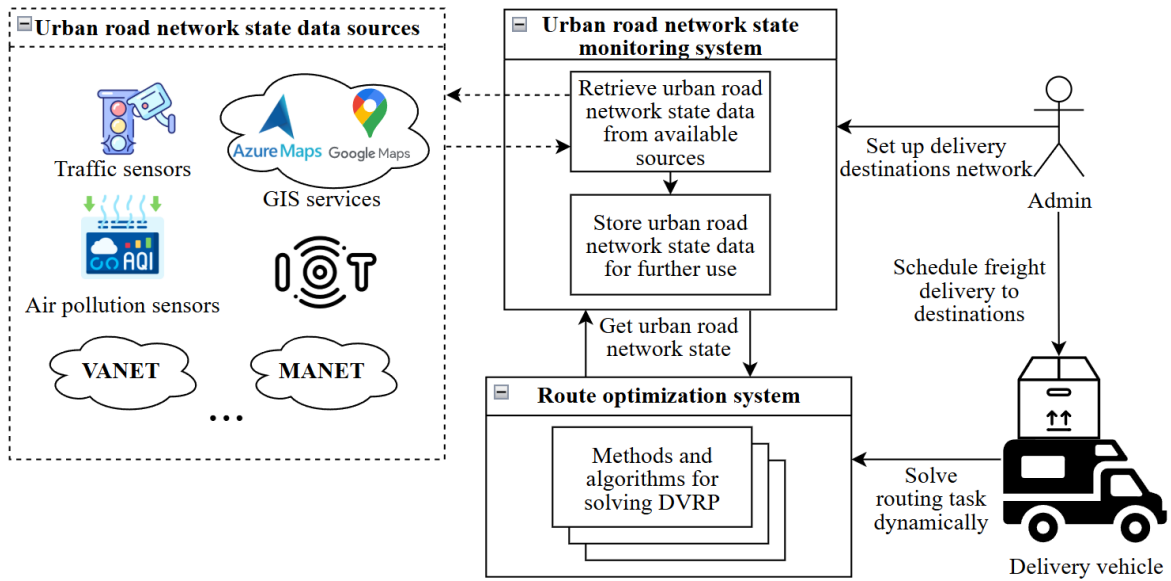 Urban road network state data sources
Traffic sensors
Azure Maps
Google Maps
GIS services
AQI
Air pollution sensors
IOT
VANET
MANET
...
Urban road network state
monitoring system
Retrieve urban road
network state data
from available
sources
Store urban road
network state data
for further use
Set up delivery
destinations network
Admin
Schedule freight
delivery to
destinations
Get urban road
network state
Route optimization system
Methods and
algorithms for
solving DVRP
Solve
routing task
dynamically
Delivery vehicle